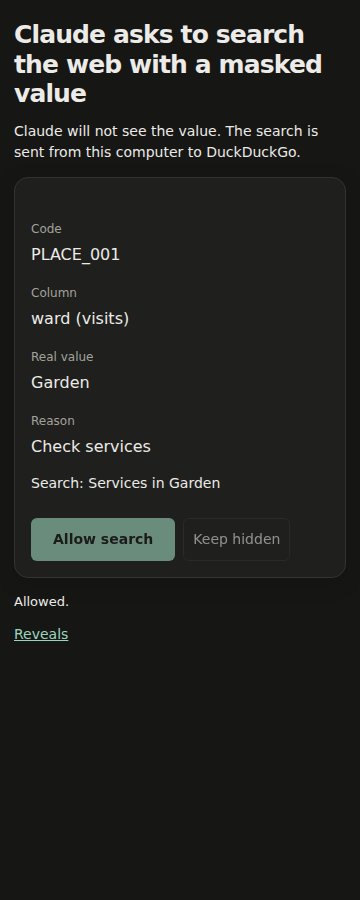 Claude asks to search
the web with a masked
value
Claude will not see the value. The search is
sent from this computer to DuckDuckGo.
Code
PLACE_001
Column
ward (visits)
Real value
Garden
Reason
Check services
Search: Services in Garden
Allow search
Keep hidden
Allowed.
Reveals